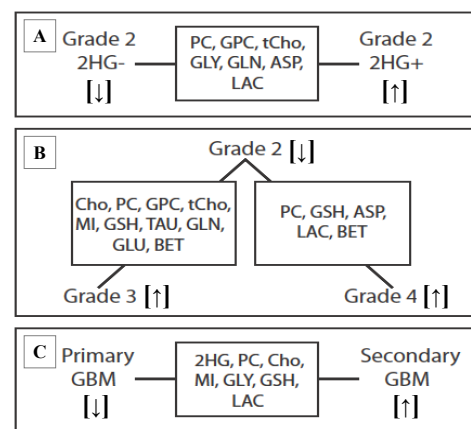 A
Grade 2
2HG-
[↓]
PC, GPC, tCho,
GLY, GLN, ASP,
LAC
Grade 2
2HG+
[↑]
B
Grade 2 [↓]
Cho, PC, GPC, tCho,
MI, GSH, TAU, GLN,
GLU, BET
PC, GSH, ASP,
LAC, BET
Grade 3 [↑]
Grade 4 [↑]
C
Primary
GBM
[↓]
2HG, PC, Cho,
MI, GLY, GSH,
LAC
Secondary
GBM
[↑]